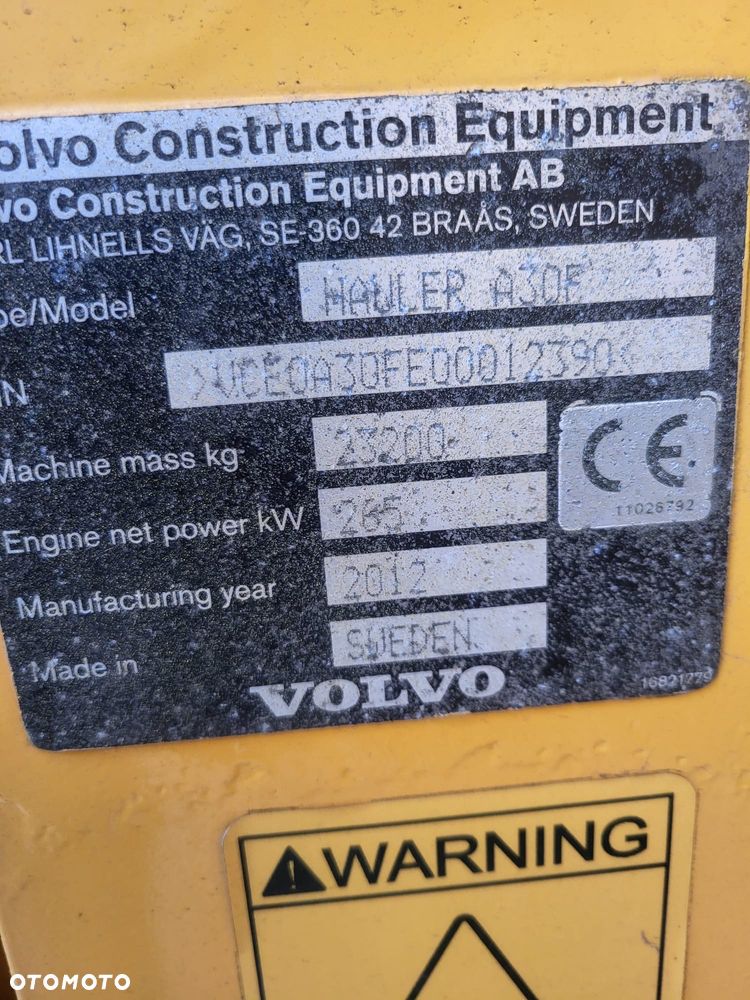 olvo Construction Equipment
vo Construction Equipment AB
RL LIHNELLS VÄG, SE-360 42 BRAÅS, SWEDEN
pe/Model HAULER A30F
IN >VCE0A30FE00012390<
Machine mass kg 23200
Engine net power kW 265
CE
11026792
Manufacturing year 2012
Made in SWEDEN
VOLVO
16821779
WARNING
OTOMOTO